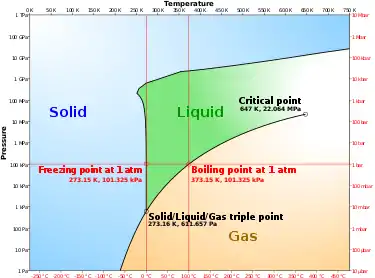 Temperature
0 K 50 K 100 K 150 K 200 K 250 K 300 K 350 K 400 K 450 K 500 K 550 K 600 K 650 K 700 K 750 K
1 TPa 10 Mbar
100 GPa 1 Mbar
10 GPa 100 kbar
1 GPa 10 kbar
Critical point
100 MPa 1 kbar
647 K, 22.064 MPa
Solid Liquid
10 MPa 100 bar
1 MPa 10 bar
Pressure
100 kPa 1 bar
Freezing point at 1 atm Boiling point at 1 atm
273.15 K, 101.325 kPa 373.15 K, 101.325 kPa
10 kPa 100 mbar
1 kPa 10 mbar
Solid/Liquid/Gas triple point
273.16 K, 611.657 Pa
100 Pa 1 mbar
Gas
10 Pa 100 µbar
1 Pa 10 µbar
-250 °C -200 °C -150 °C -100 °C -50 °C 0 °C 50 °C 100 °C 150 °C 200 °C 250 °C 300 °C 350 °C 400 °C 450 °C